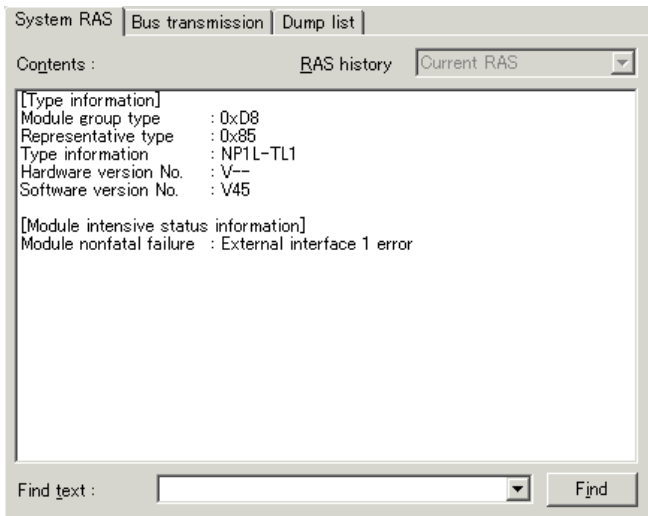 System RAS Bus transmission Dump list
Contents : RAS history Current RAS
[Type information]
Module group type : 0xD8
Representative type : 0x85
Type information : NP1L-TL1
Hardware version No. : V--
Software version No. : V45
[Module intensive status information]
Module nonfatal failure : External interface 1 error
Find text : Find